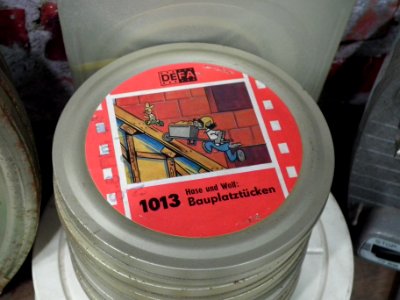 DEFA
Hase und Wolf:
1013 Bauplatztücken